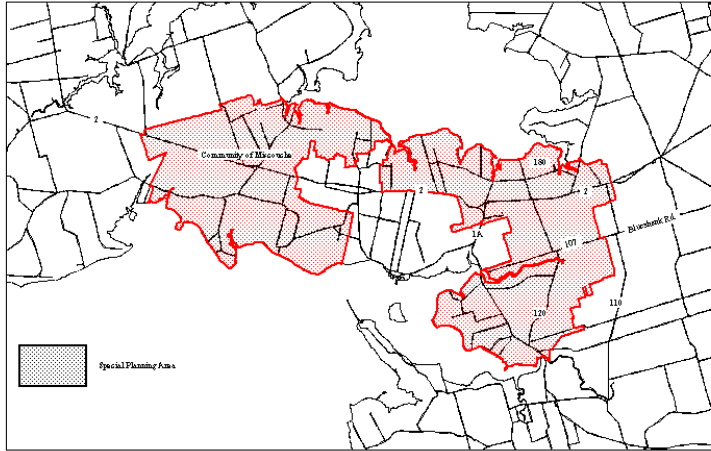 2
Community of Miscouche
180
2
2
1A
107
Blueshank Rd.
120
110
Special Planning Area